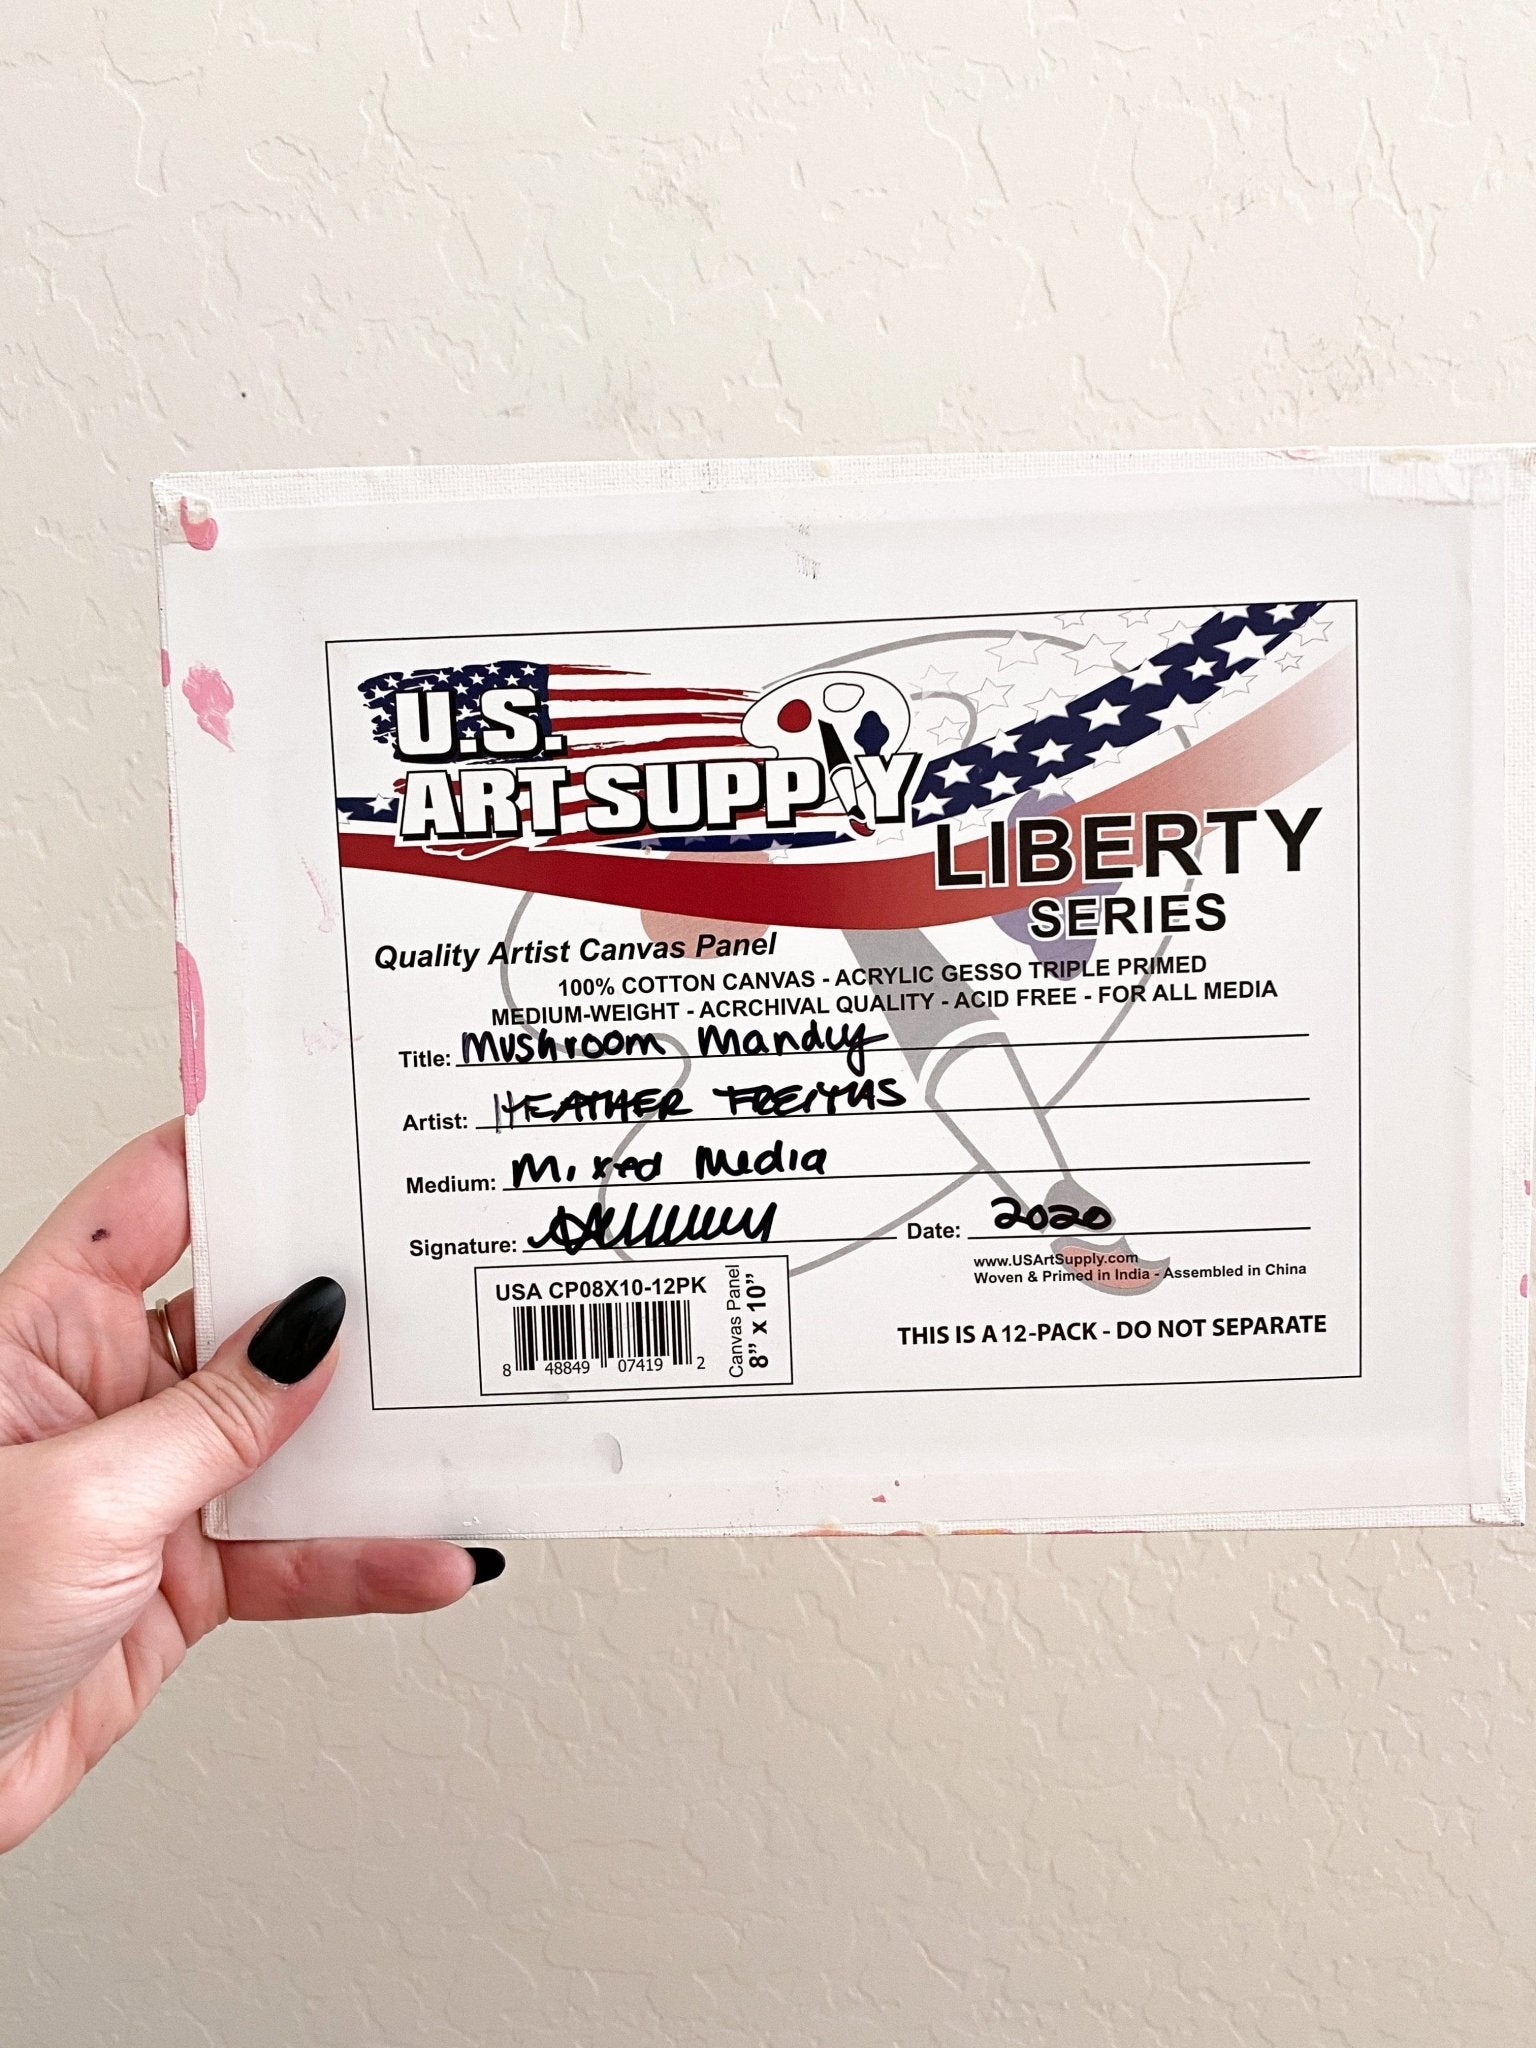 U.S.
ART SUPPLY
LIBERTY
SERIES
Quality Artist Canvas Panel
100% COTTON CANVAS - ACRYLIC GESSO TRIPLE PRIMED
MEDIUM-WEIGHT - ACRCHIVAL QUALITY - ACID FREE - FOR ALL MEDIA
Title: Mushroom Mandy
Artist: HEATHER FREITAS
Medium: Mixed Media
Signature: Date: 2020
www.USArtSupply.com
Woven & Primed in India - Assembled in China
USA CP08X10-12PK
8 48849 07419 2
Canvas Panel
8" x 10"
THIS IS A 12-PACK - DO NOT SEPARATE